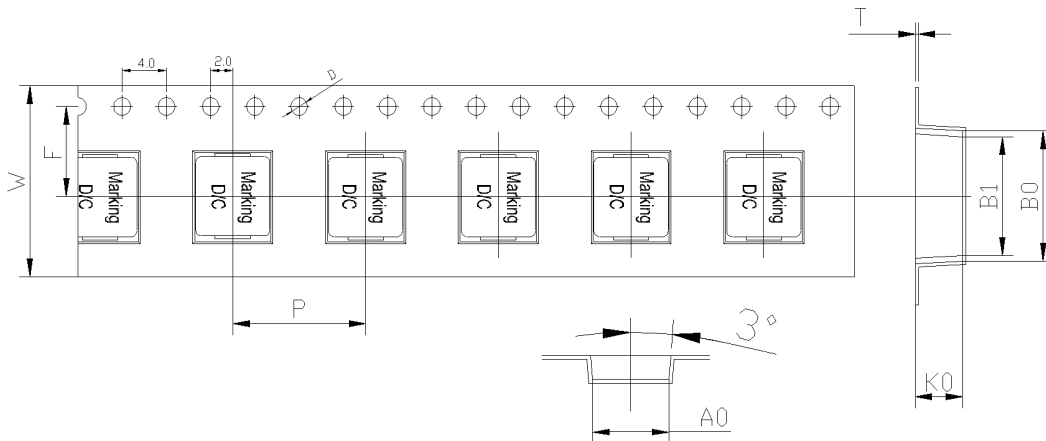 T
4.0
2.0
D
F
W
Marking
D/C
Marking
D/C
Marking
D/C
Marking
D/C
Marking
D/C
Marking
D/C
B1
B0
P
3°
K0
A0